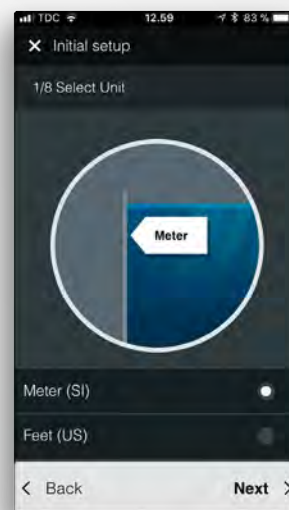 TDC 12.59 83 %
Initial setup
1/8 Select Unit
Meter
Meter (SI)
Feet (US)
Back Next